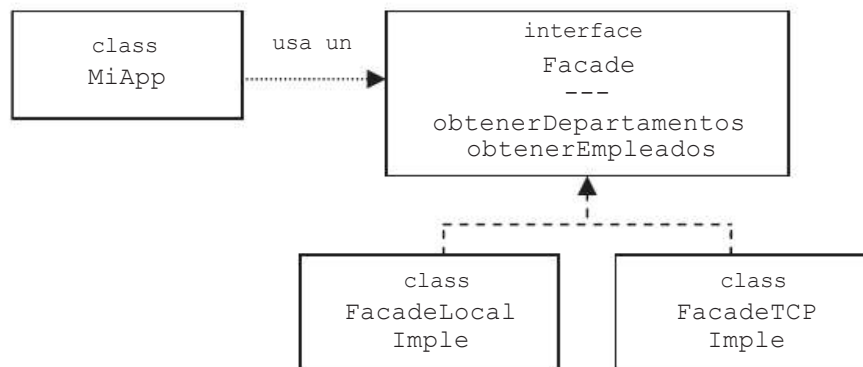 class
MiApp
usa un
interface
Facade
---
obtenerDepartamentos
obtenerEmpleados
class
FacadeLocal
Imple
class
FacadeTCP
Imple